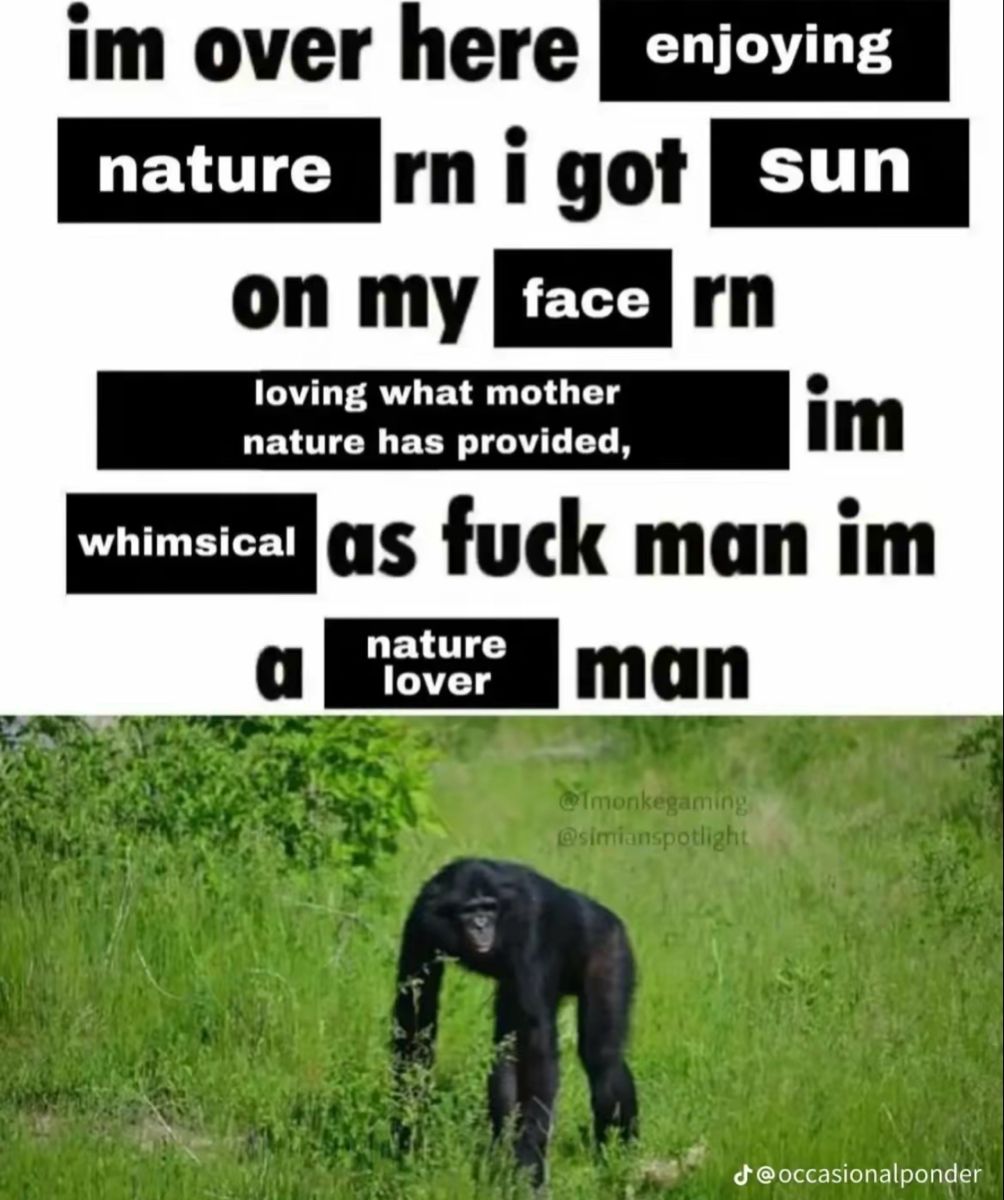 im over here enjoying
nature rn i got sun
on my face rn
loving what mother
nature has provided, im
whimsical as fuck man im
a nature lover man
@1monkegaming
@simianspotlight
@occasionalponder